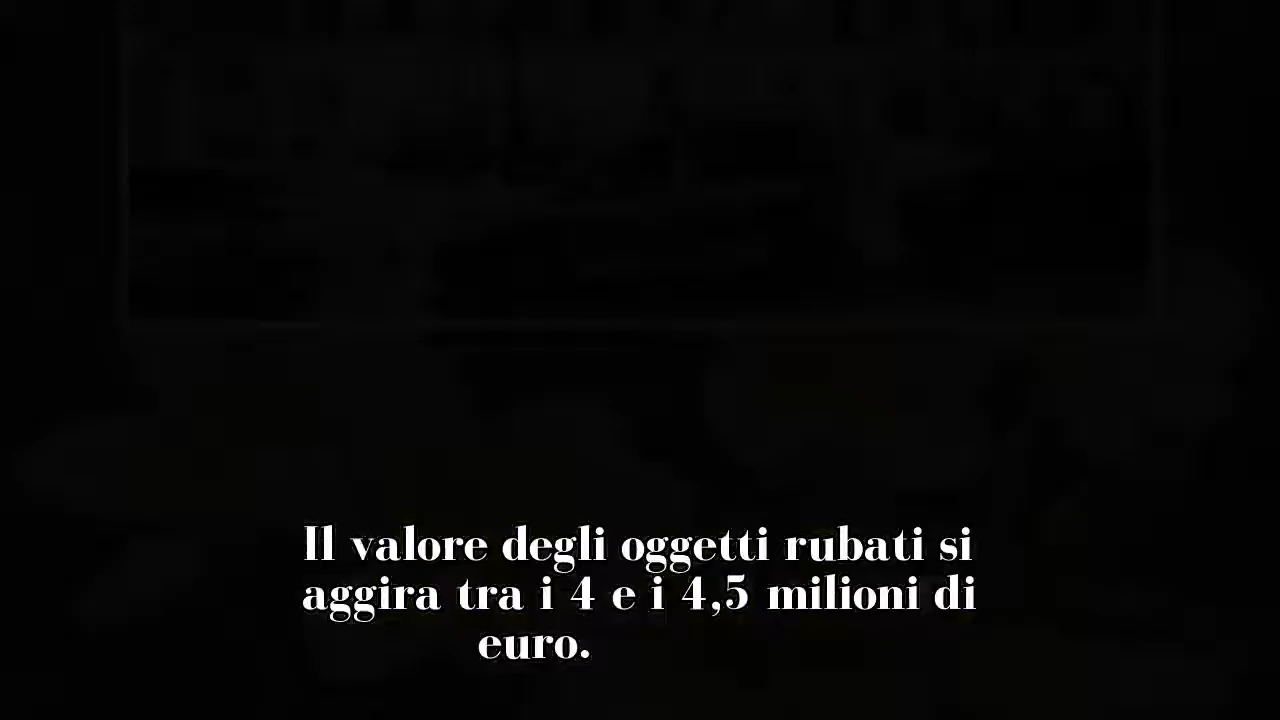 Il valore degli oggetti rubati si
aggira tra i 4 e i 4,5 milioni di
euro.